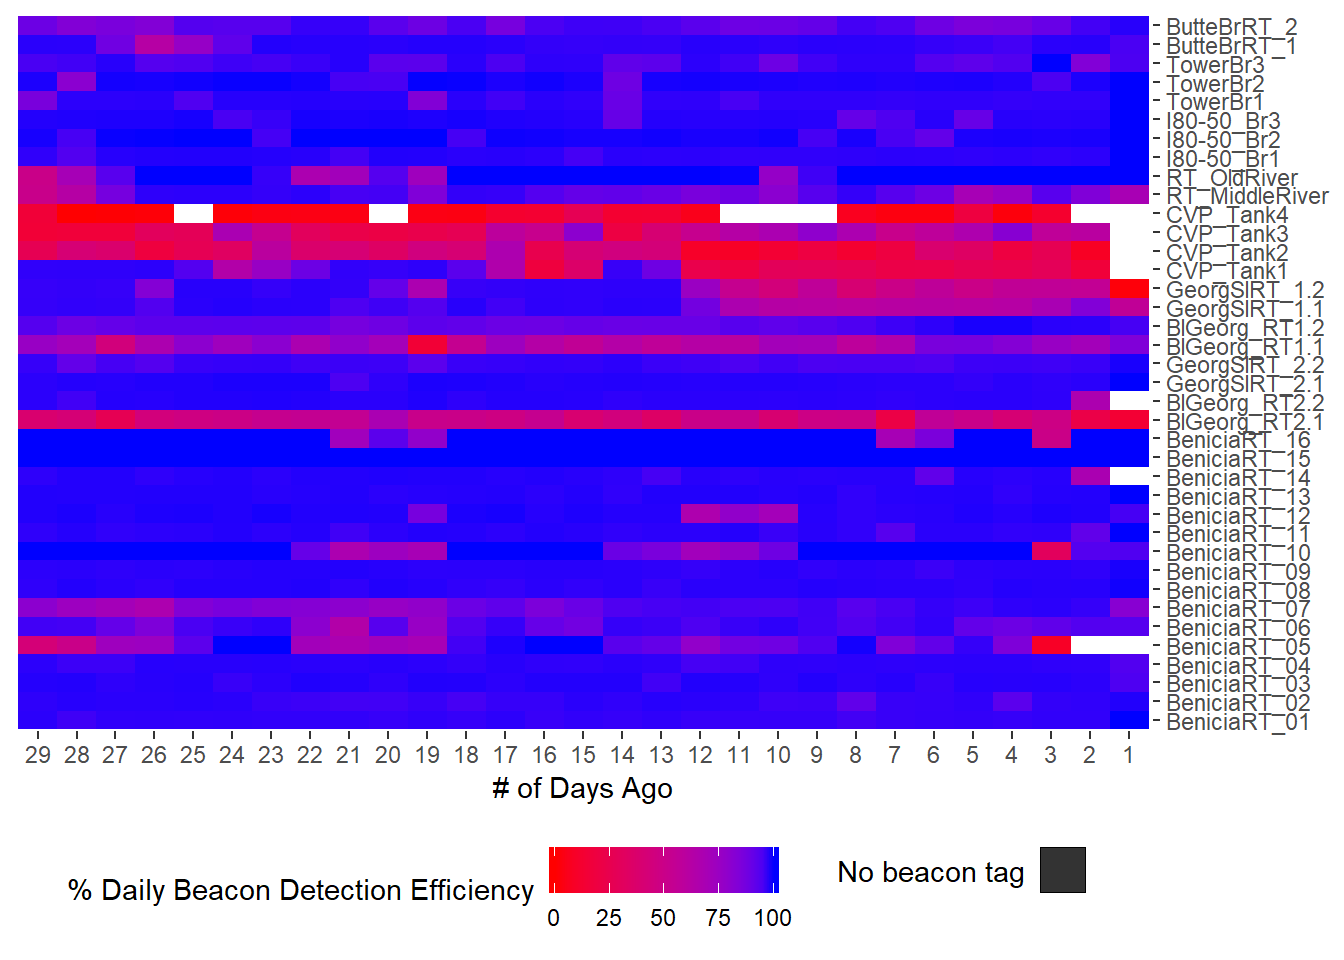 ButteBrRT_2
ButteBrRT_1
TowerBr3
TowerBr2
TowerBr1
I80-50_Br3
I80-50_Br2
I80-50_Br1
RT_OldRiver
RT_MiddleRiver
CVP_Tank4
CVP_Tank3
CVP_Tank2
CVP_Tank1
GeorgSlRT_1.2
GeorgSlRT_1.1
BlGeorg_RT1.2
BlGeorg_RT1.1
GeorgSlRT_2.2
GeorgSlRT_2.1
BlGeorg_RT2.2
BlGeorg_RT2.1
BeniciaRT_16
BeniciaRT_15
BeniciaRT_14
BeniciaRT_13
BeniciaRT_12
BeniciaRT_11
BeniciaRT_10
BeniciaRT_09
BeniciaRT_08
BeniciaRT_07
BeniciaRT_06
BeniciaRT_05
BeniciaRT_04
BeniciaRT_03
BeniciaRT_02
BeniciaRT_01
29 28 27 26 25 24 23 22 21 20 19 18 17 16 15 14 13 12 11 10 9 8 7 6 5 4 3 2 1
# of Days Ago
% Daily Beacon Detection Efficiency
0 25 50 75 100
No beacon tag